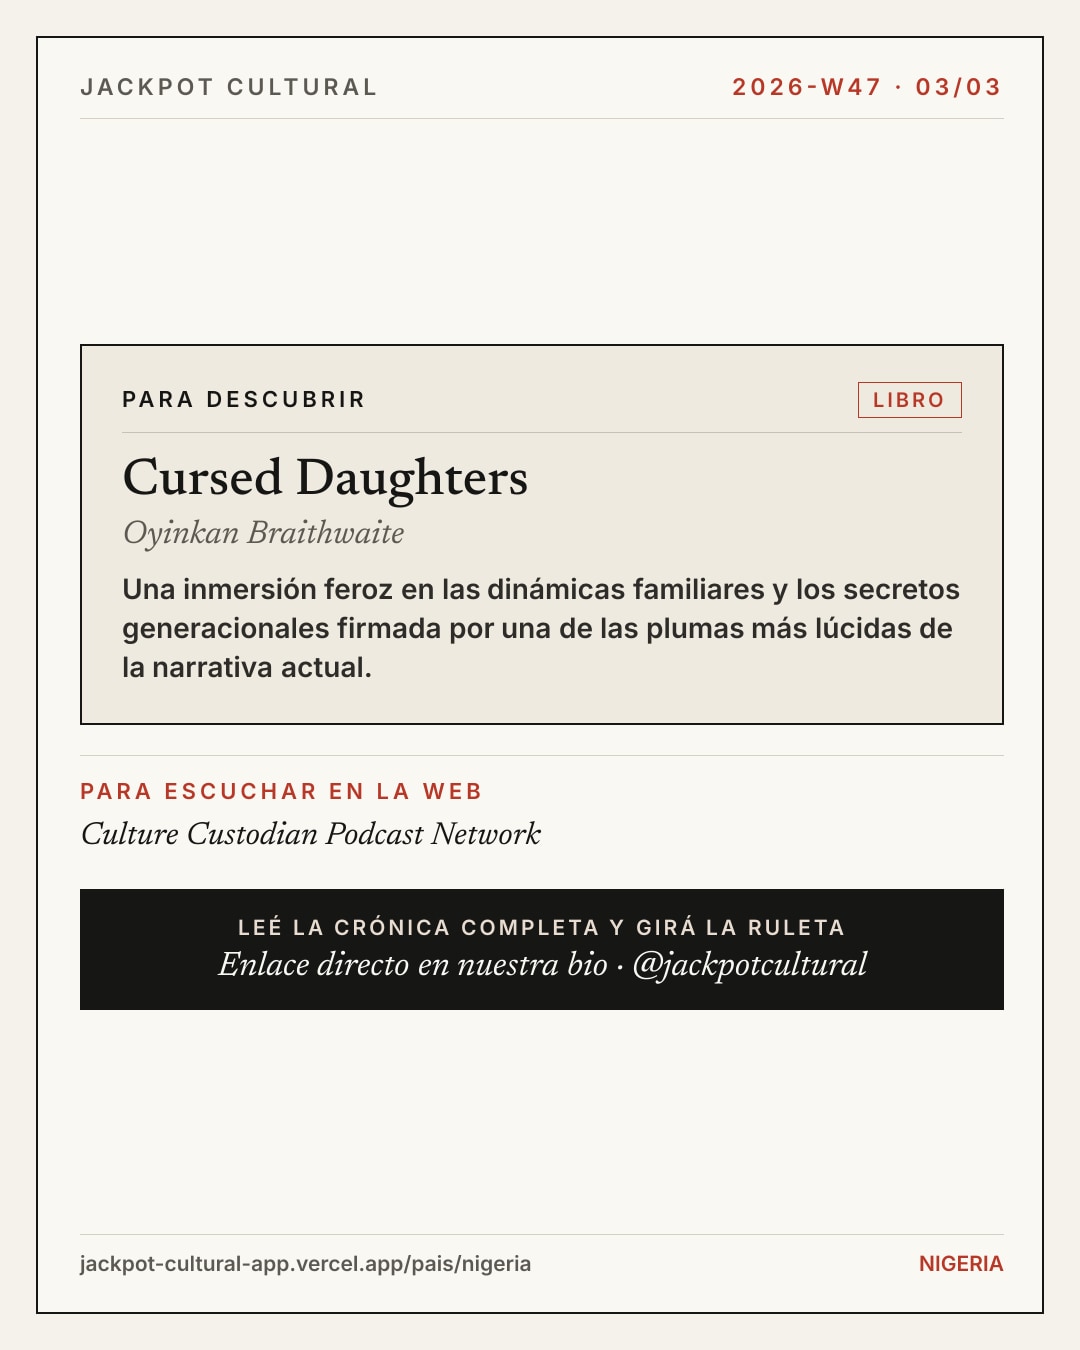 JACKPOT CULTURAL
2026-W47 · 03/03
PARA DESCUBRIR
LIBRO
Cursed Daughters
Oyinkan Braithwaite
Una inmersión feroz en las dinámicas familiares y los secretos
generacionales firmada por una de las plumas más lúcidas de
la narrativa actual.
PARA ESCUCHAR EN LA WEB
Culture Custodian Podcast Network
LEÉ LA CRÓNICA COMPLETA Y GIRÁ LA RULETA
Enlace directo en nuestra bio · @jackpotcultural
jackpot-cultural-app.vercel.app/pais/nigeria
NIGERIA